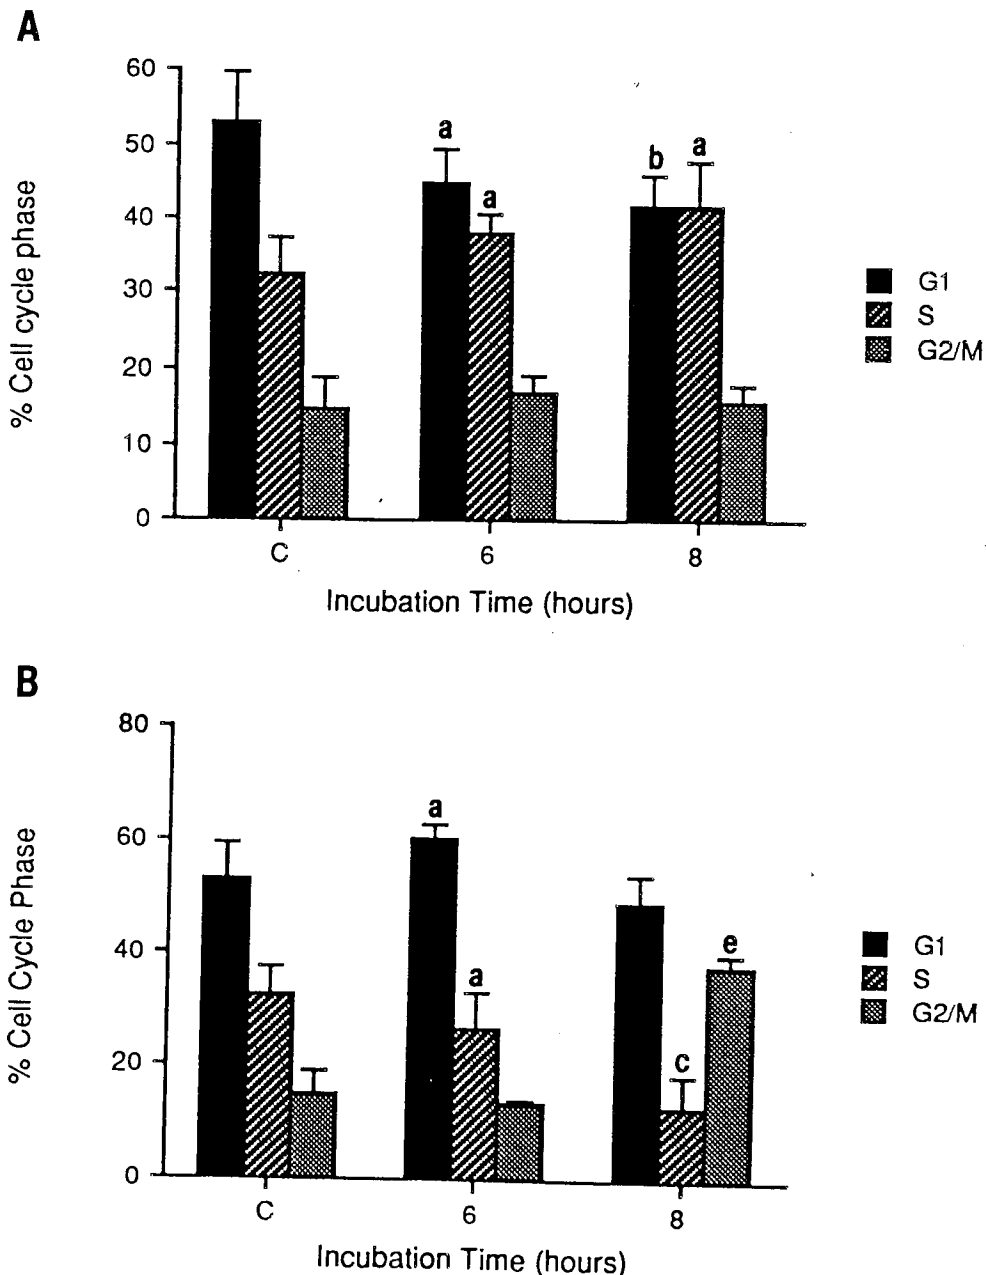 A
60
50
40
30
20
10
0
% Cell cycle phase
a
a
b
a
C
6
8
Incubation Time (hours)
G1
S
G2/M
B
80
60
40
20
0
% Cell Cycle Phase
a
a
c
e
C
6
8
Incubation Time (hours)
G1
S
G2/M